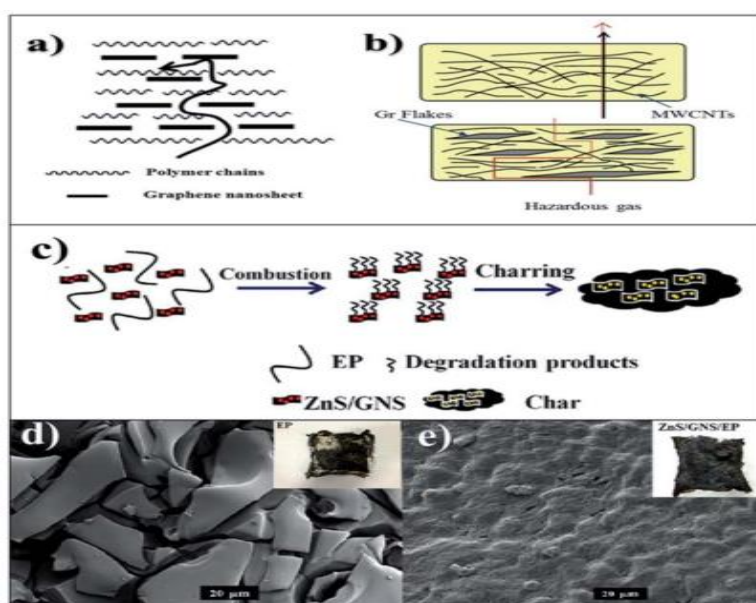 a)
Polymer chains
Graphene nanosheet
b)
Gr Flakes
MWCNTs
Hazardous gas
c)
Combustion
Charring
EP
Degradation products
ZnS/GNS
Char
d)
EP
20 μm
e)
ZnS/GNS/EP
20 μm